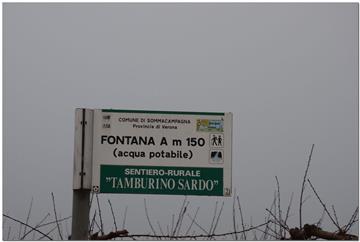 COMUNE DI SOMMACAMPAGNA
Provincia di Verona
FONTANA A m 150
(acqua potabile)
SENTIERO-RURALE
"TAMBURINO SARDO"